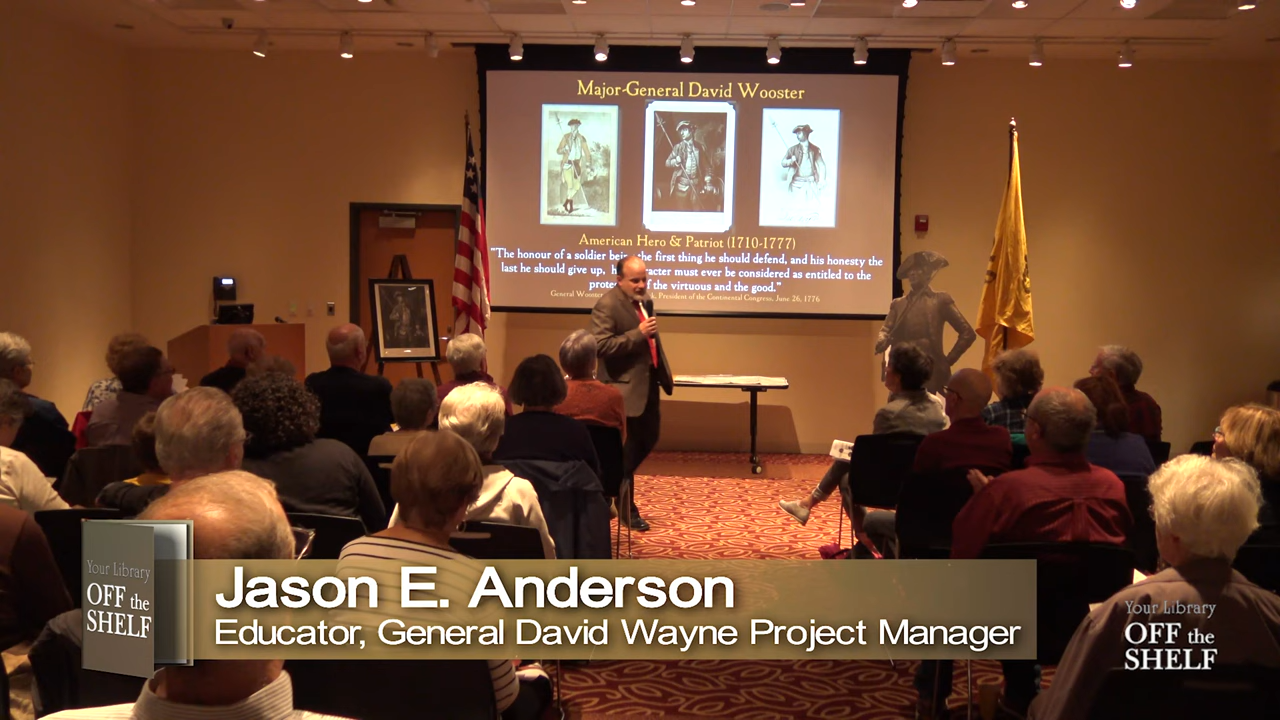 Major-General David Wooster
American Hero & Patriot (1710-1777)
"The honour of a soldier being the first thing he should defend, and his honesty the
last he should give up, character must ever be considered as entitled to the
of the virtuous and the good."
General Wooster President of the Continental Congress, June 26, 1776
Your Library
OFF the
SHELF
Jason E. Anderson
Educator, General David Wayne Project Manager
Your Library
OFF the
SHELF